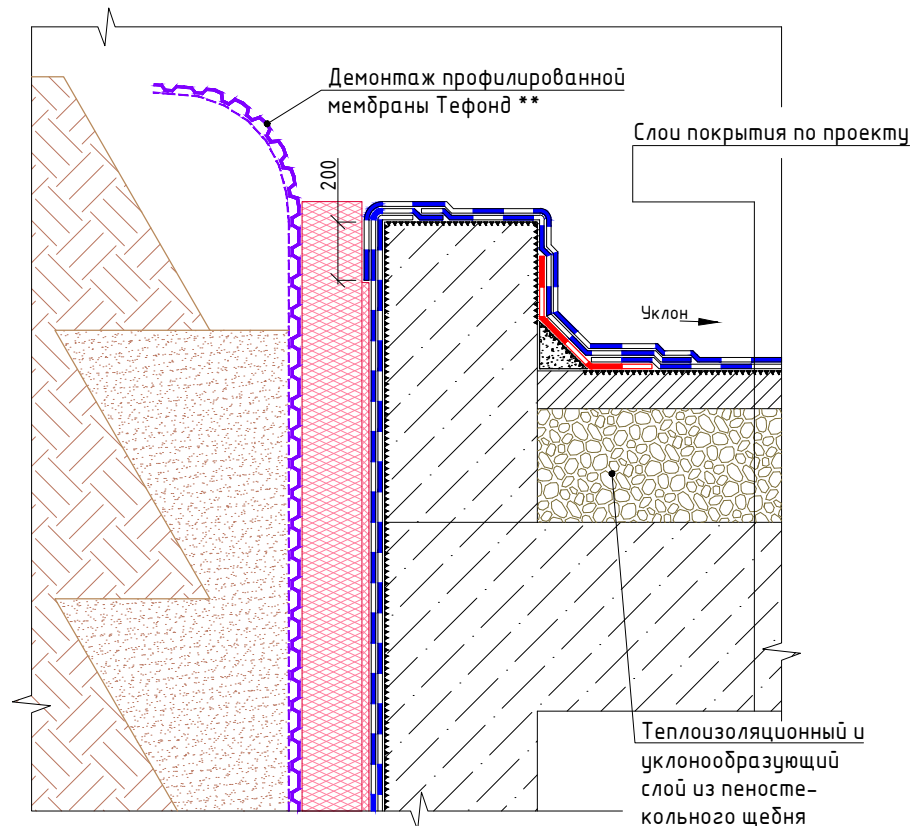 Демонтаж профилированной
мембраны Тефонд **
Слои покрытия по проекту
200
Уклон
Теплоизоляционный и
уклонообразующий
слой из пеносте-
кольного щебня